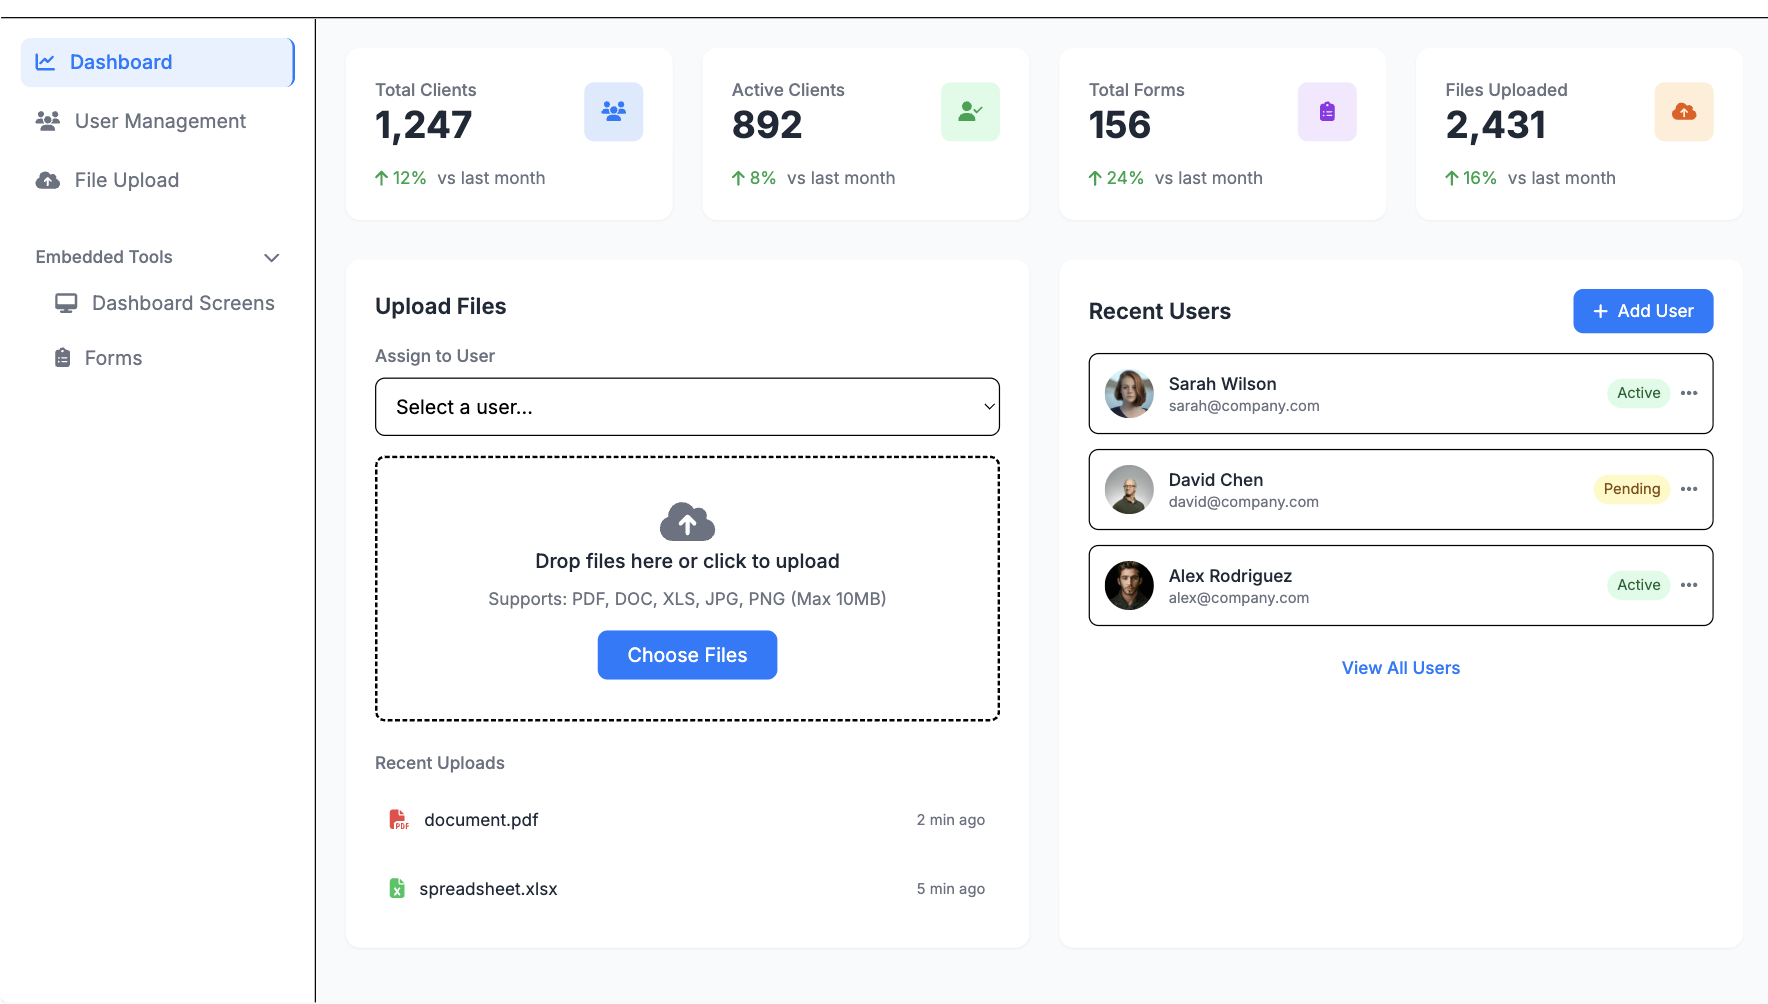 Dashboard
User Management
File Upload
Embedded Tools
Dashboard Screens
Forms
Total Clients
1,247
12% vs last month
Active Clients
892
8% vs last month
Total Forms
156
24% vs last month
Files Uploaded
2,431
16% vs last month
Upload Files
Assign to User
Select a user...
Drop files here or click to upload
Supports: PDF, DOC, XLS, JPG, PNG (Max 10MB)
Choose Files
Recent Uploads
PDF
document.pdf 2 min ago
X
spreadsheet.xlsx 5 min ago
Recent Users
+ Add User
Sarah Wilson
sarah@company.com
Active
David Chen
david@company.com
Pending
Alex Rodriguez
alex@company.com
Active
View All Users